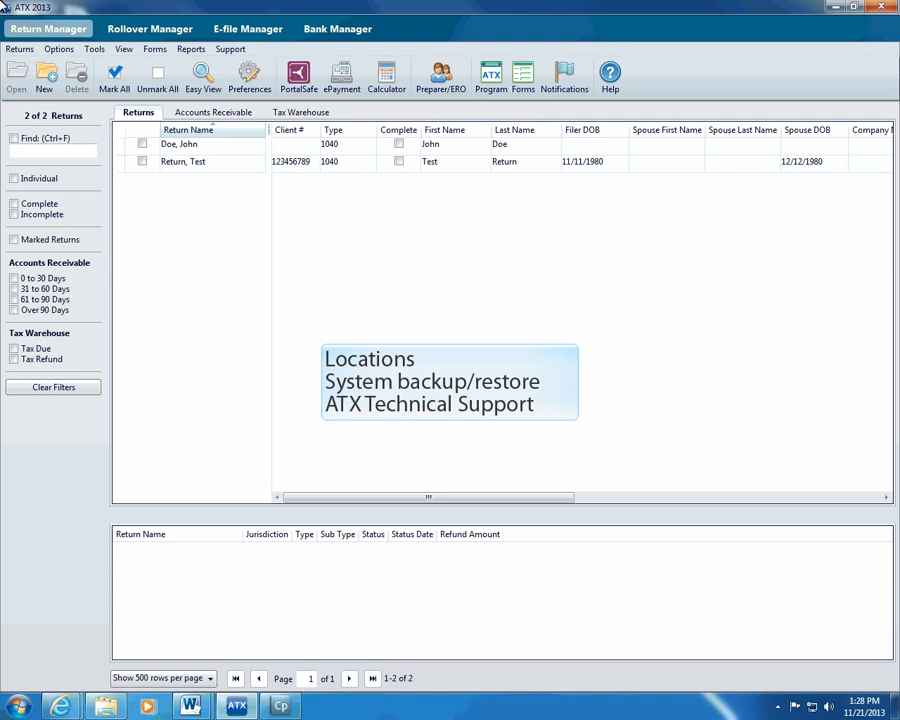 ATX 2013
Return Manager Rollover Manager E-file Manager Bank Manager
Returns Options Tools View Forms Reports Support
Open New Delete Mark All Unmark All Easy View Preferences PortalSafe ePayment Calculator Preparer/ERO ATX Program Forms Notifications ? Help
2 of 2 Returns
Returns Accounts Receivable Tax Warehouse
Find: (Ctrl+F)
Individual
Complete
Incomplete
Marked Returns
Accounts Receivable
0 to 30 Days
31 to 60 Days
61 to 90 Days
Over 90 Days
Tax Warehouse
Tax Due
Tax Refund
Clear Filters
Return Name Client # Type Complete First Name Last Name Filer DOB Spouse First Name Spouse Last Name Spouse DOB Company N
Doe, John 1040 John Doe
Return, Test 123456789 1040 Test Return 11/11/1980 12/12/1980
Locations
System backup/restore
ATX Technical Support
Return Name Jurisdiction Type Sub Type Status Status Date Refund Amount
Show 500 rows per page Page 1 of 1 1-2 of 2
W ATX Cp
1:28 PM
11/21/2013